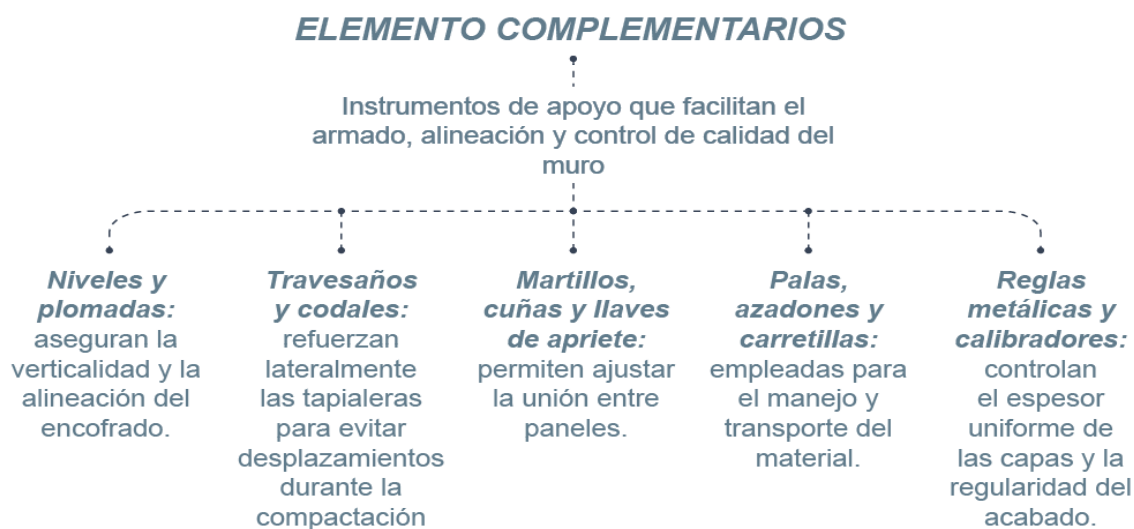 ELEMENTO COMPLEMENTARIOS
Instrumentos de apoyo que facilitan el
armado, alineación y control de calidad del
muro
Niveles y
plomadas:
aseguran la
verticalidad y la
alineación del
encofrado.
Travesaños
y codales:
refuerzan
lateralmente
las tapialeras
para evitar
desplazamientos
durante la
compactación
Martillos,
cuñas y llaves
de apriete:
permiten ajustar
la unión entre
paneles.
Palas,
azadones y
carretillas:
empleadas para
el manejo y
transporte del
material.
Reglas
metálicas y
calibradores:
controlan
el espesor
uniforme de
las capas y la
regularidad del
acabado.